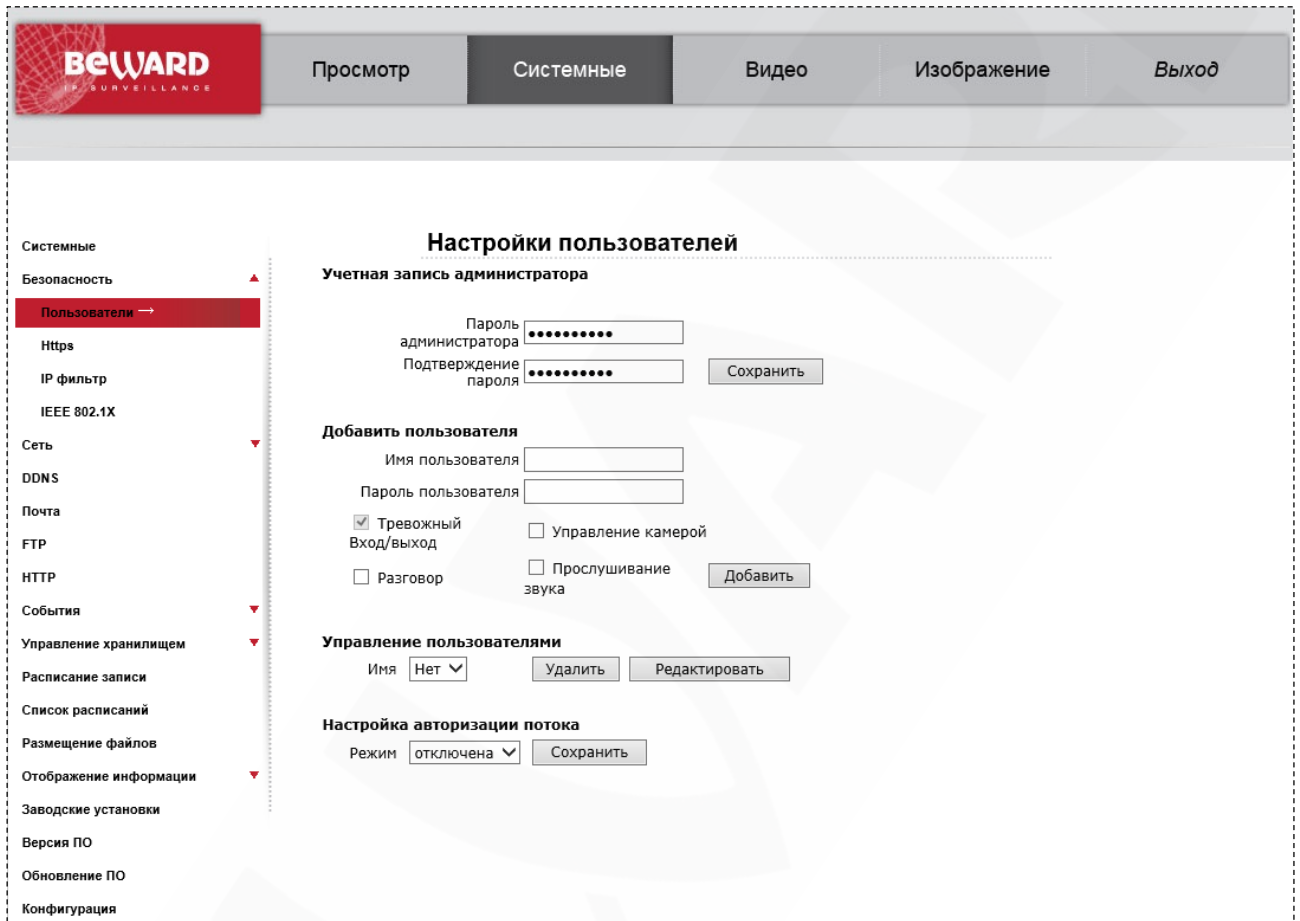 BEWARD
IP SURVEILLANCE
Просмотр
Системные
Видео
Изображение
Выход
Системные
Безопасность
Пользователи →
Https
IP фильтр
IEEE 802.1X
Сеть
DDNS
Почта
FTP
HTTP
События
Управление хранилищем
Расписание записи
Список расписаний
Размещение файлов
Отображение информации
Заводские установки
Версия ПО
Обновление ПО
Конфигурация
Настройки пользователей
Учетная запись администратора
Пароль
администратора
••••••••••
Подтверждение
пароля
••••••••••
Сохранить
Добавить пользователя
Имя пользователя
Пароль пользователя
Тревожный
Вход/выход
Управление камерой
Разговор
Прослушивание
звука
Добавить
Управление пользователями
Имя Нет Удалить Редактировать
Настройка авторизации потока
Режим отключена Сохранить